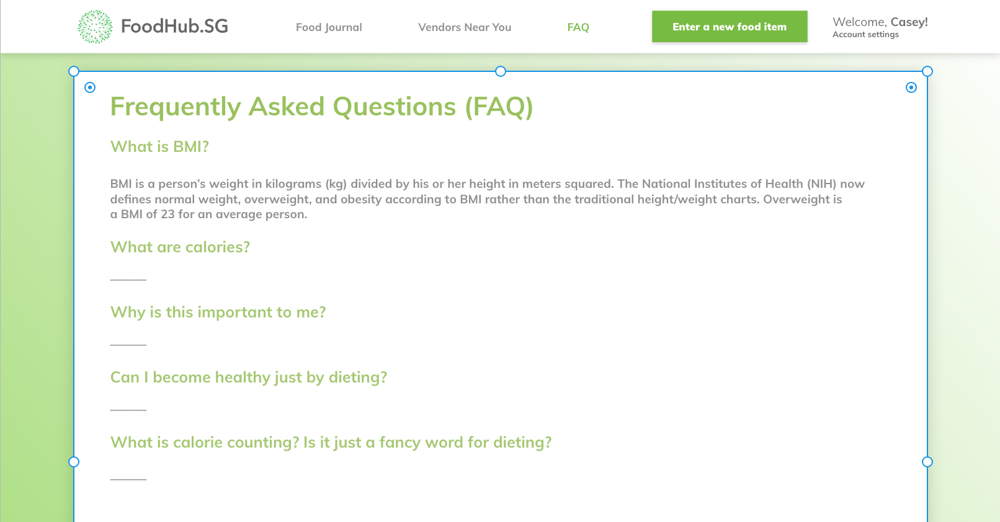 FoodHub.SG
Food Journal
Vendors Near You
FAQ
Enter a new food item
Welcome, Casey!
Account settings
Frequently Asked Questions (FAQ)
What is BMI?
BMI is a person’s weight in kilograms (kg) divided by his or her height in meters squared. The National Institutes of Health (NIH) now
defines normal weight, overweight, and obesity according to BMI rather than the traditional height/weight charts. Overweight is
a BMI of 23 for an average person.
What are calories?
______
Why is this important to me?
______
Can I become healthy just by dieting?
______
What is calorie counting? Is it just a fancy word for dieting?
______